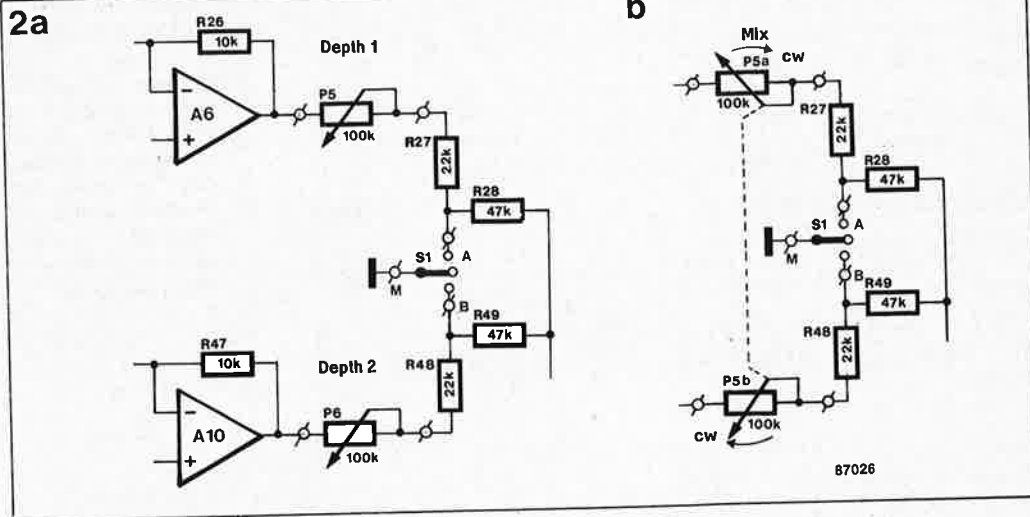 2a
R26
10k
Depth 1
A6
−
+
P5
100k
R27
22k
R28
47k
S1
A
M
B
R49
47k
R48
22k
R47
10k
Depth 2
A10
−
+
P6
100k
b
Mix
CW
P5a
100k
R27
22k
R28
47k
S1
A
M
B
R49
47k
R48
22k
P5b
100k
CW
87026